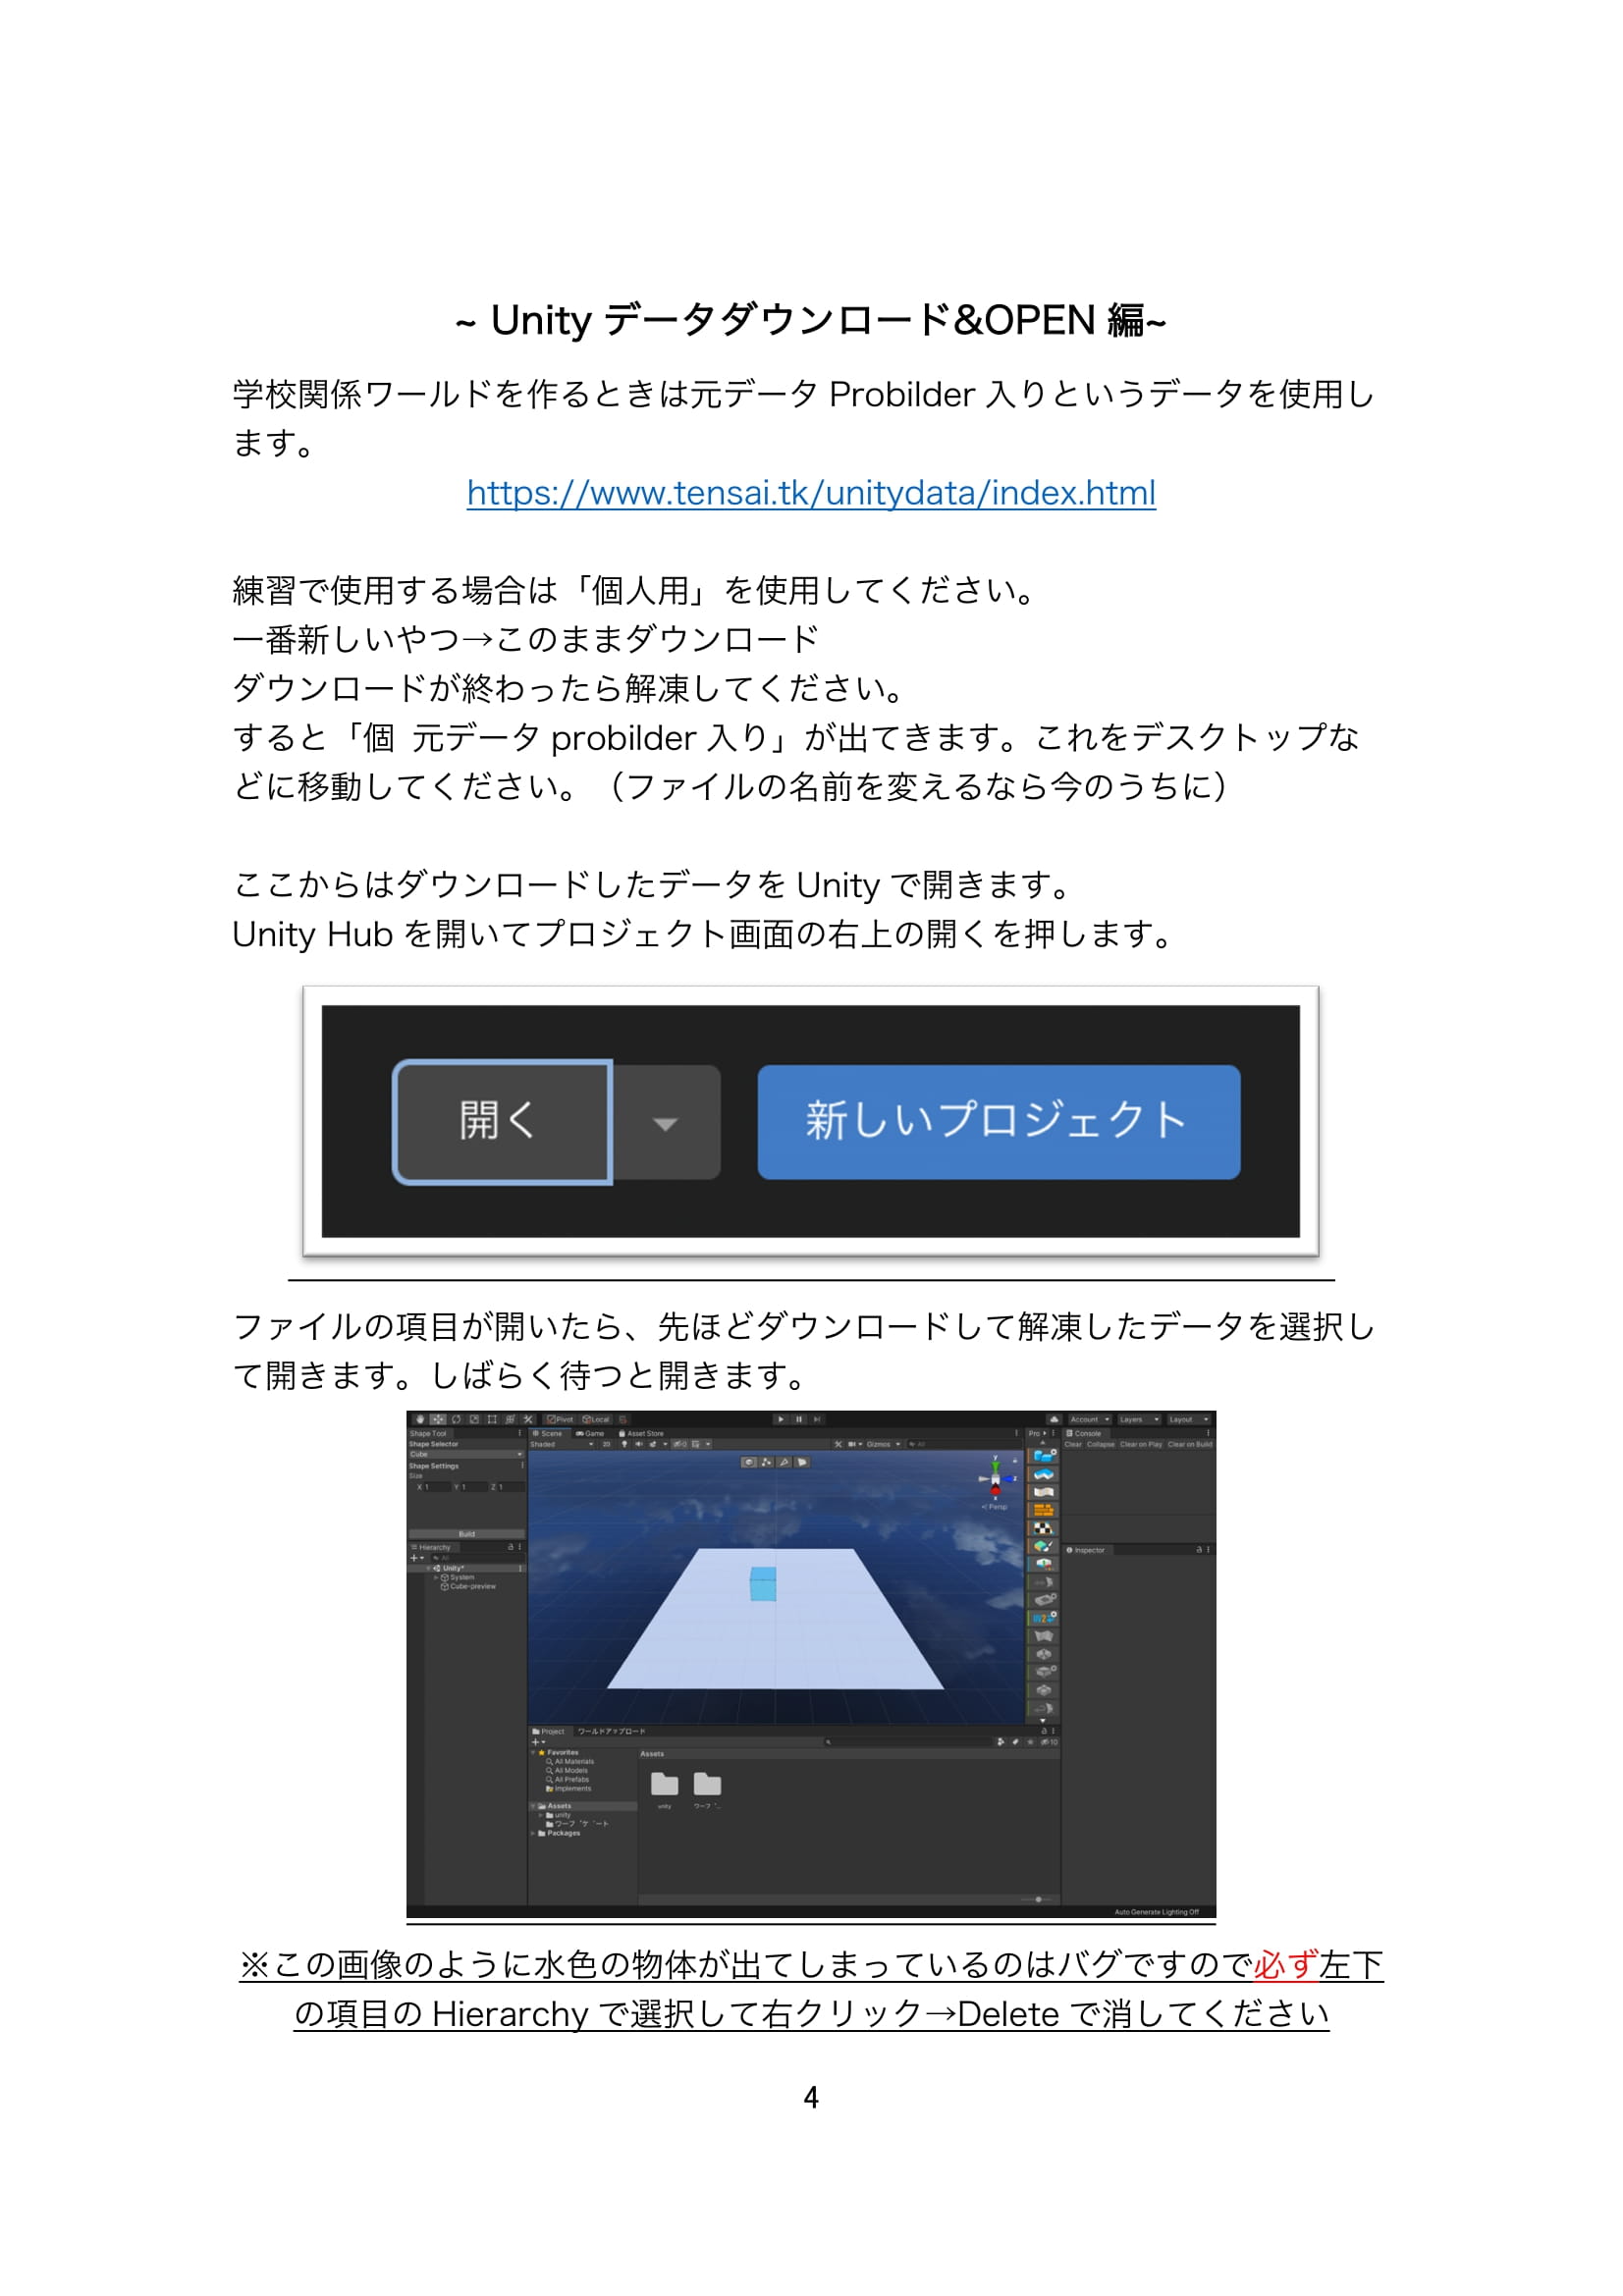 ~ Unity データダウンロード&OPEN 編~
学校関係ワールドを作るときは元データ Probilder 入りというデータを使用し
ます。
https://www.tensai.tk/unitydata/index.html
練習で使用する場合は「個人用」を使用してください。
一番新しいやつ→このままダウンロード
ダウンロードが終わったら解凍してください。
すると「個 元データ probilder 入り」が出てきます。これをデスクトップな
どに移動してください。（ファイルの名前を変えるなら今のうちに）
ここからはダウンロードしたデータを Unity で開きます。
Unity Hub を開いてプロジェクト画面の右上の開くを押します。
開く 新しいプロジェクト
ファイルの項目が開いたら、先ほどダウンロードして解凍したデータを選択し
て開きます。しばらく待つと開きます。
Pivot Local Account Layers Layout
Shape Tool Scene Game Asset Store Pro Console
Shape Selector Shaded 2D Gizmos All Clear Collapse Clear on Play Clear on Build
Cube
Shape Settings
Size
X 1 Y 1 Z 1
Persp
Build
Hierarchy Inspector
All
Unity*
System
Cube-preview
UV2
Project ワールドアップロード
10
Favorites Assets
All Materials
All Models
All Prefabs
Implements
unity
Assets
unity
Packages
Auto Generate Lighting Off
※この画像のように水色の物体が出てしまっているのはバグですので必ず左下
の項目の Hierarchy で選択して右クリック→Delete で消してください
4